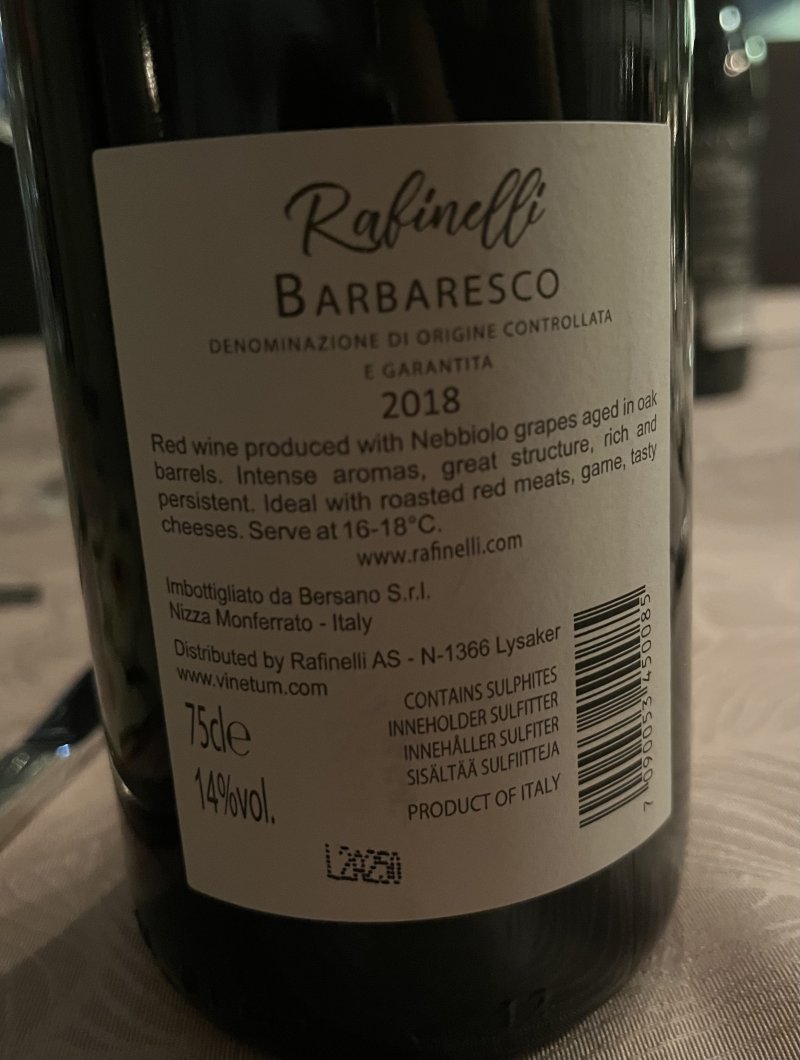 Rafinelli
BARBARESCO
DENOMINAZIONE DI ORIGINE CONTROLLATA
E GARANTITA
2018
Red wine produced with Nebbiolo grapes aged in oak
barrels. Intense aromas, great structure, rich and
persistent. Ideal with roasted red meats, game, tasty
cheeses. Serve at 16-18°C.
www.rafinelli.com
Imbottigliato da Bersano S.r.l.
Nizza Monferrato - Italy
Distributed by Rafinelli AS - N-1366 Lysaker
www.vinetum.com
75cle
14%vol.
CONTAINS SULPHITES
INNEHOLDER SULFITTER
INNEHÅLLER SULFITER
SISÄLTÄÄ SULFIITTEJA
PRODUCT OF ITALY
7 090053 450085